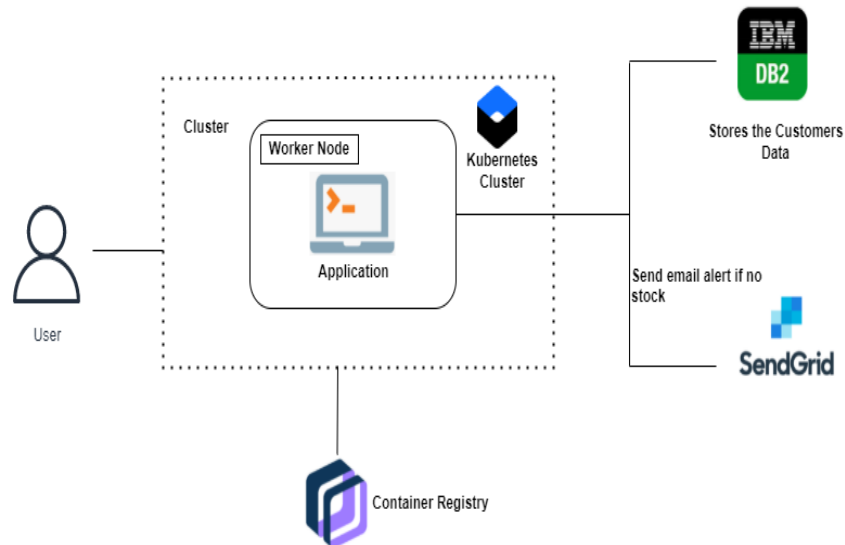 IBM
DB2
Stores the Customers
Data
Cluster
Worker Node
Kubernetes
Cluster
Application
User
Send email alert if no
stock
SendGrid
Container Registry